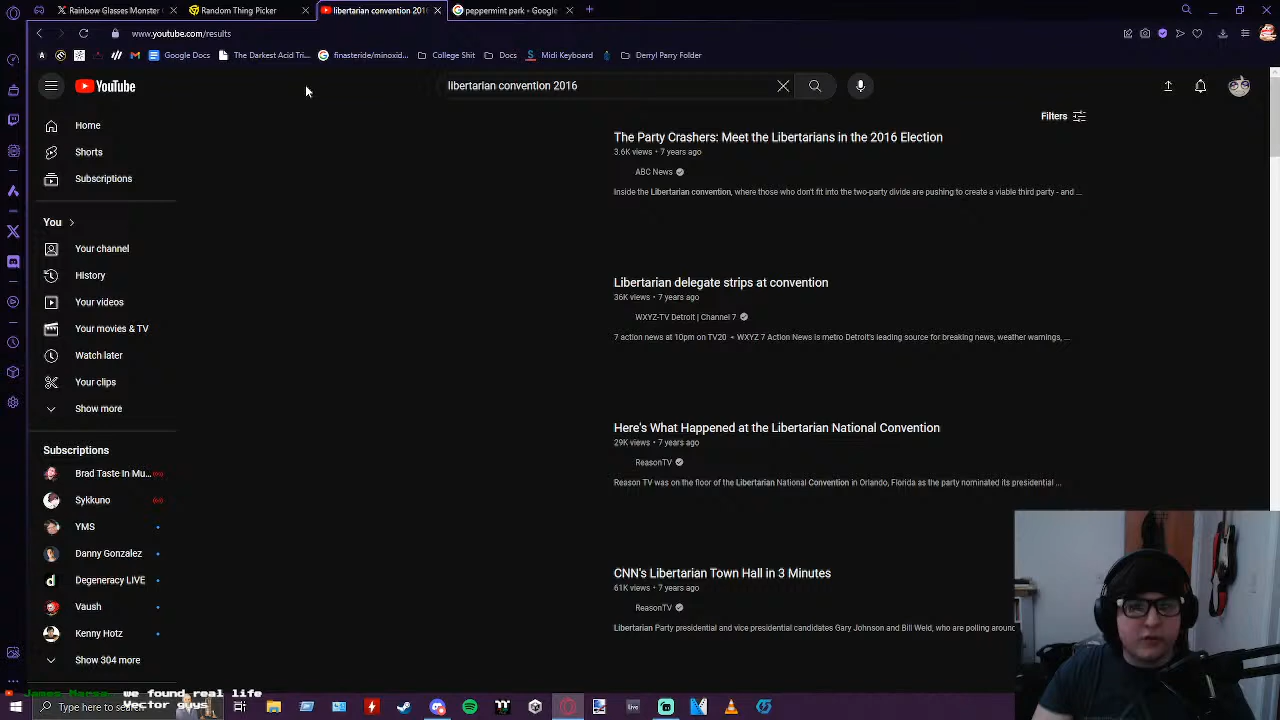 Rainbow Glasses Monster
Random Thing Picker
libertarian convention 2016
peppermint park - Google
www.youtube.com/results
Google Docs
The Darkest Acid Tri...
finasteride/minoxid...
College Shit
Docs
Midi Keyboard
Derryl Parry Folder
YouTube
libertarian convention 2016
Filters
Home
Shorts
Subscriptions
You
Your channel
History
Your videos
Your movies & TV
Watch later
Your clips
Show more
Subscriptions
Brad Taste In Mu...
Sykkuno
YMS
Danny Gonzalez
Degeneracy LIVE
Vaush
Kenny Hotz
Show 304 more
The Party Crashers: Meet the Libertarians in the 2016 Election
3.6K views • 7 years ago
ABC News
Inside the Libertarian convention, where those who don't fit into the two-party divide are pushing to create a viable third party - and ...
Libertarian delegate strips at convention
36K views • 7 years ago
WXYZ-TV Detroit | Channel 7
7 action news at 10pm on TV20 + WXYZ 7 Action News is metro Detroit's leading source for breaking news, weather warnings, ...
Here's What Happened at the Libertarian National Convention
29K views • 7 years ago
ReasonTV
Reason TV was on the floor of the Libertarian National Convention in Orlando, Florida as the party nominated its presidential ...
CNN's Libertarian Town Hall in 3 Minutes
61K views • 7 years ago
ReasonTV
Libertarian Party presidential and vice presidential candidates Gary Johnson and Bill Weld, who are polling around
James Marsa: we found real life
Vector guys
Type here to